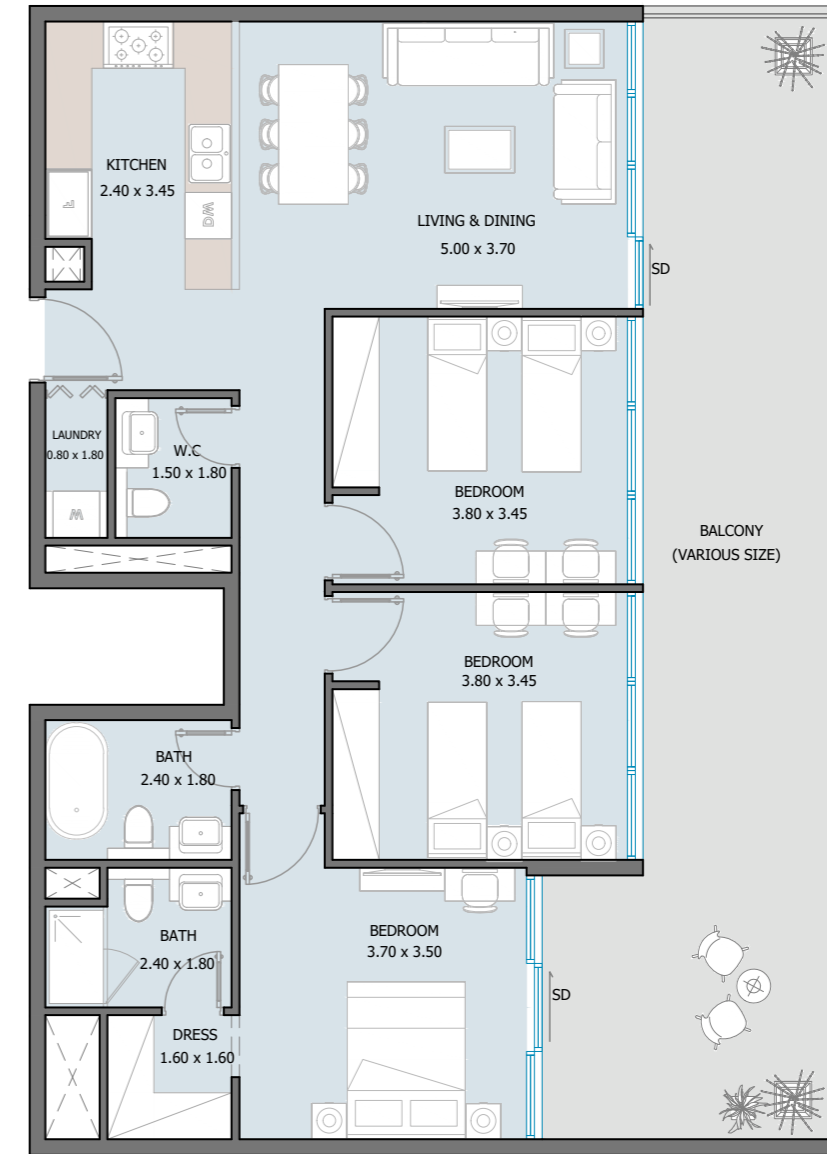 KITCHEN
2.40 x 3.45
F
DW
LIVING & DINING
5.00 x 3.70
SD
LAUNDRY
0.80 x 1.80
W
W.C
1.50 x 1.80
BEDROOM
3.80 x 3.45
BALCONY
(VARIOUS SIZE)
BEDROOM
3.80 x 3.45
BATH
2.40 x 1.80
BATH
2.40 x 1.80
BEDROOM
3.70 x 3.50
SD
DRESS
1.60 x 1.60